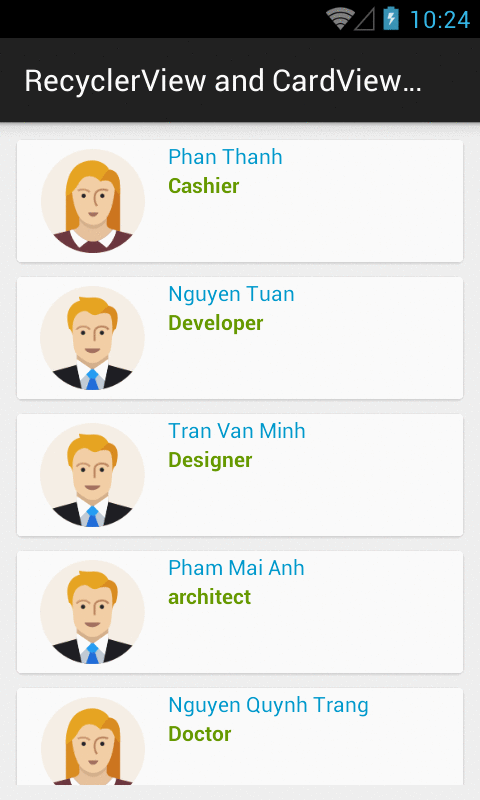 10:24
RecyclerView and CardView...
Phan Thanh
Cashier
Nguyen Tuan
Developer
Tran Van Minh
Designer
Pham Mai Anh
architect
Nguyen Quynh Trang
Doctor